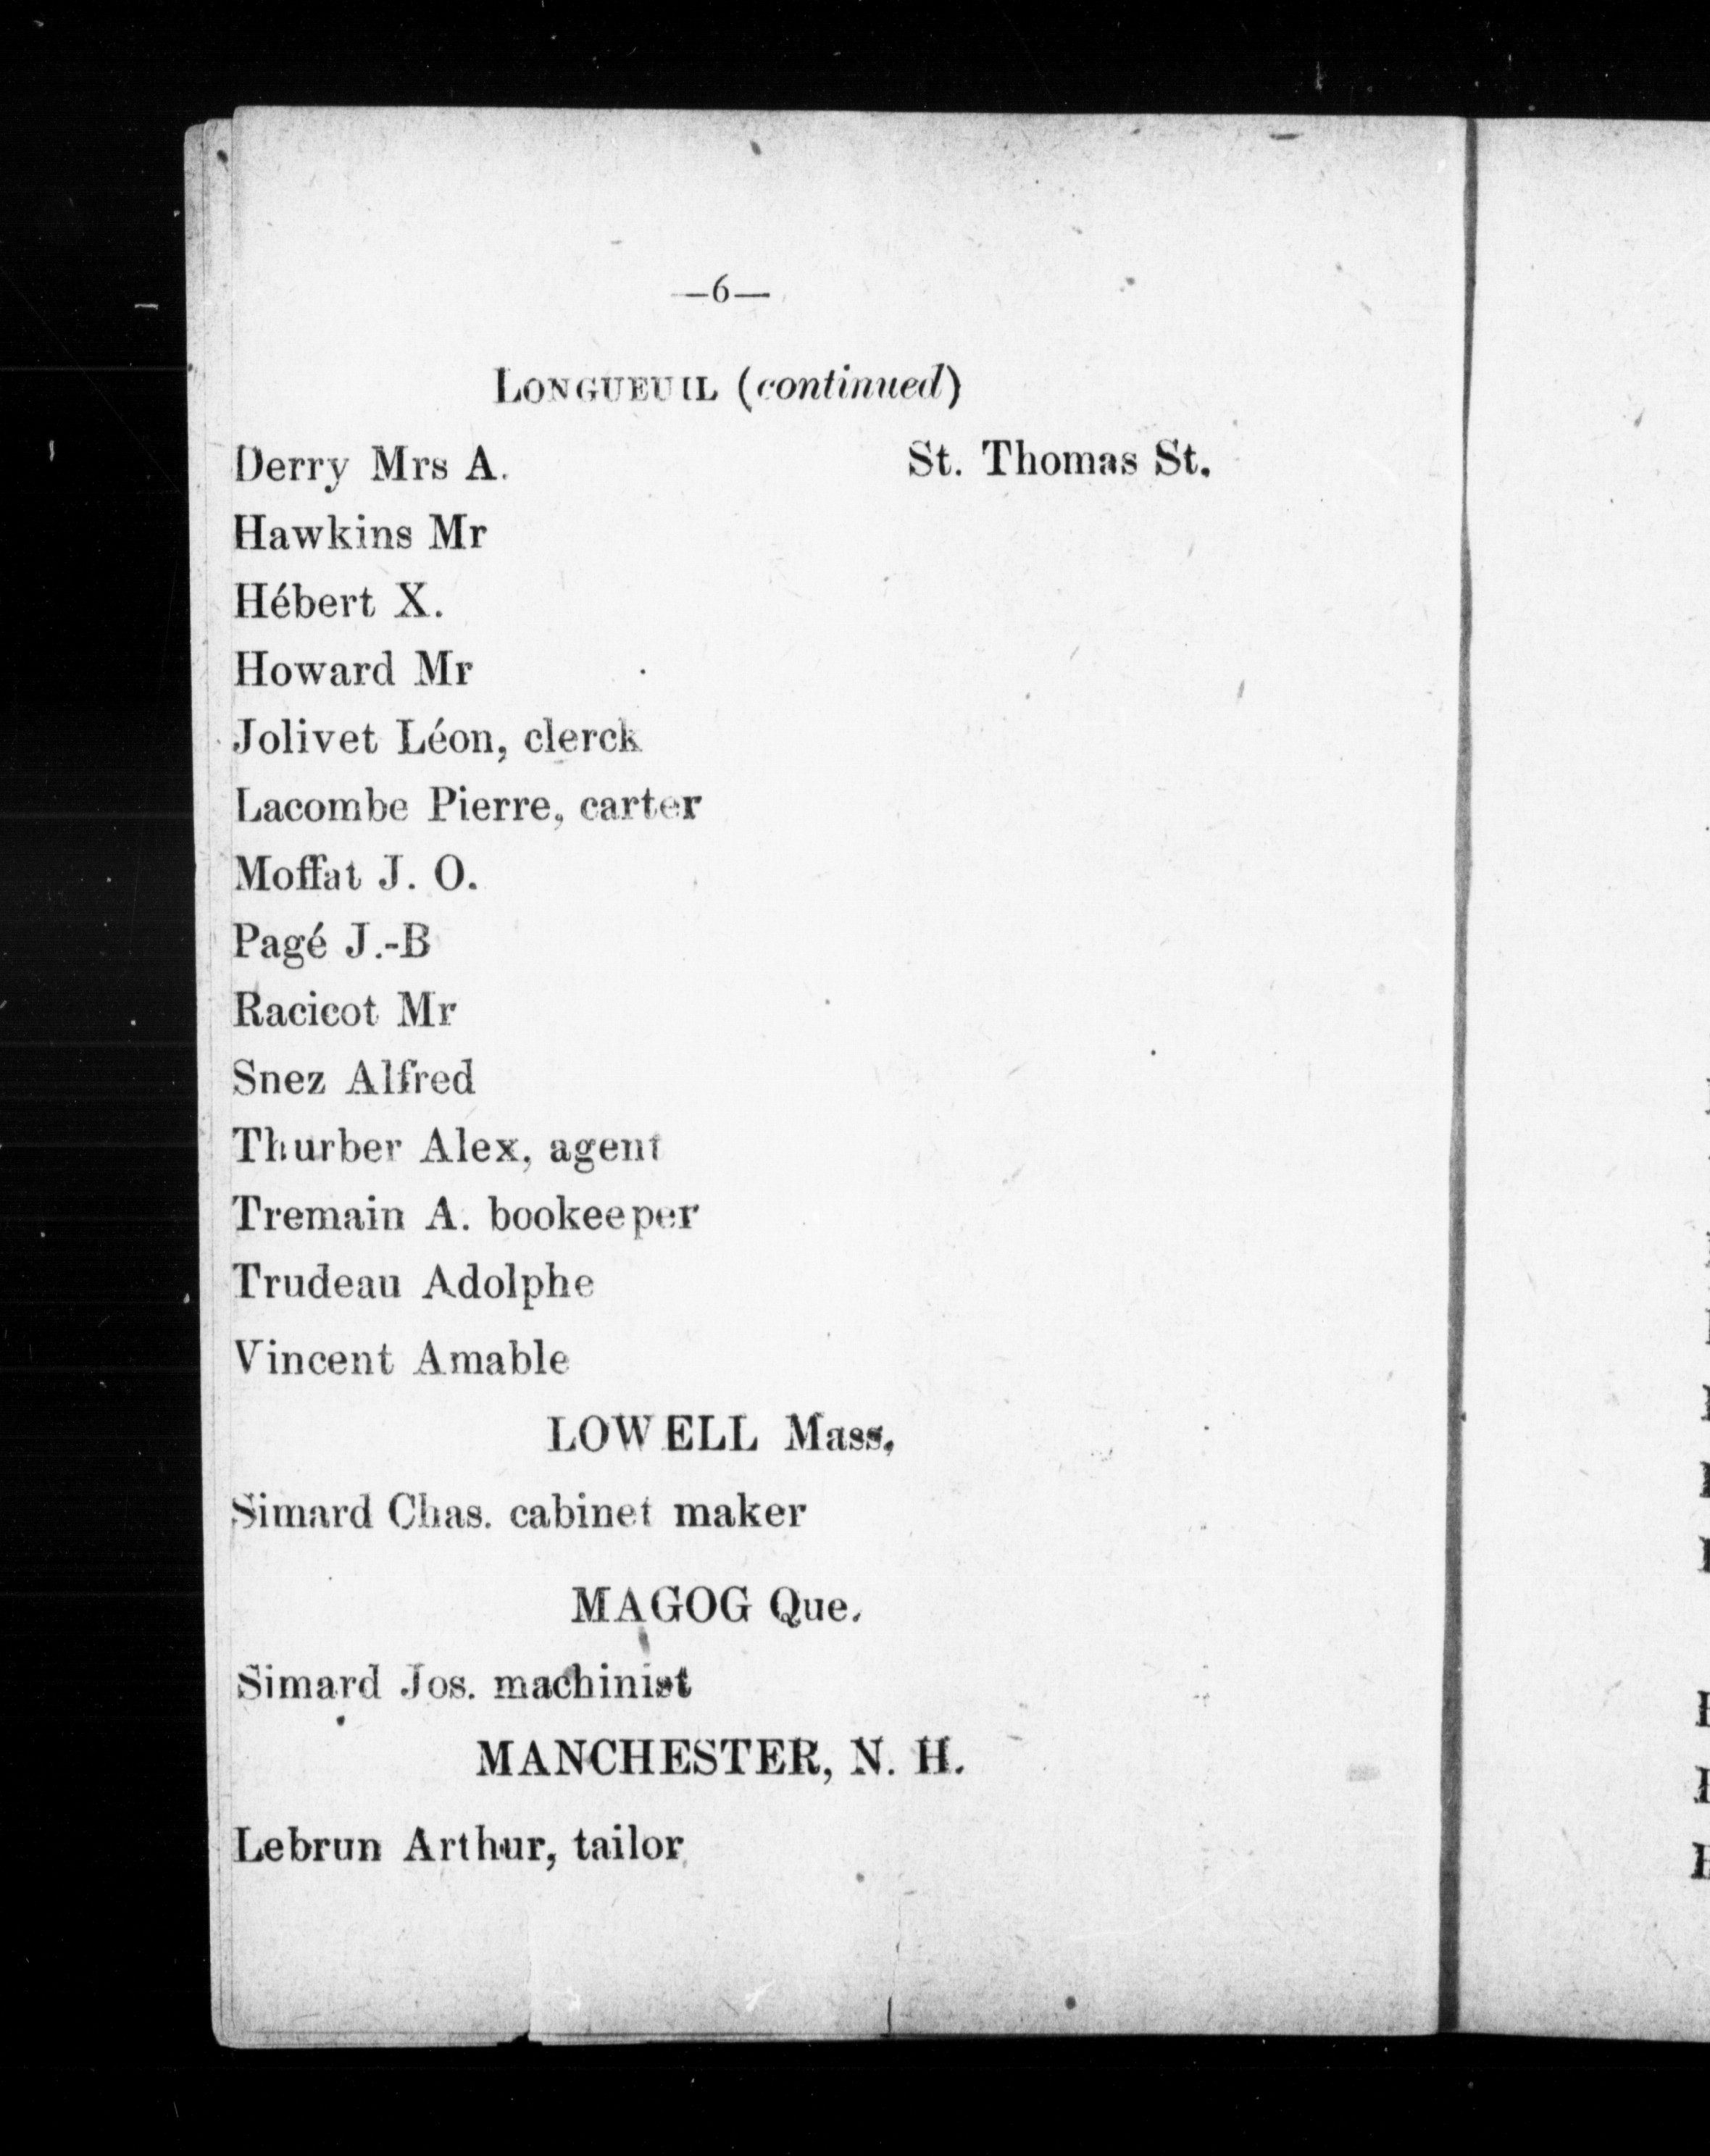 —6—
LONGUEUIL (continued)
Derry Mrs A. St. Thomas St.
Hawkins Mr
Hébert X.
Howard Mr
Jolivet Léon, clerck
Lacombe Pierre, carter
Moffat J. O.
Pagé J.-B
Racicot Mr
Snez Alfred
Thurber Alex, agent
Tremain A. bookeeper
Trudeau Adolphe
Vincent Amable
LOWELL Mass,
Simard Chas. cabinet maker
MAGOG Que.
Simard Jos. machinist
MANCHESTER, N. H.
Lebrun Arthur, tailor